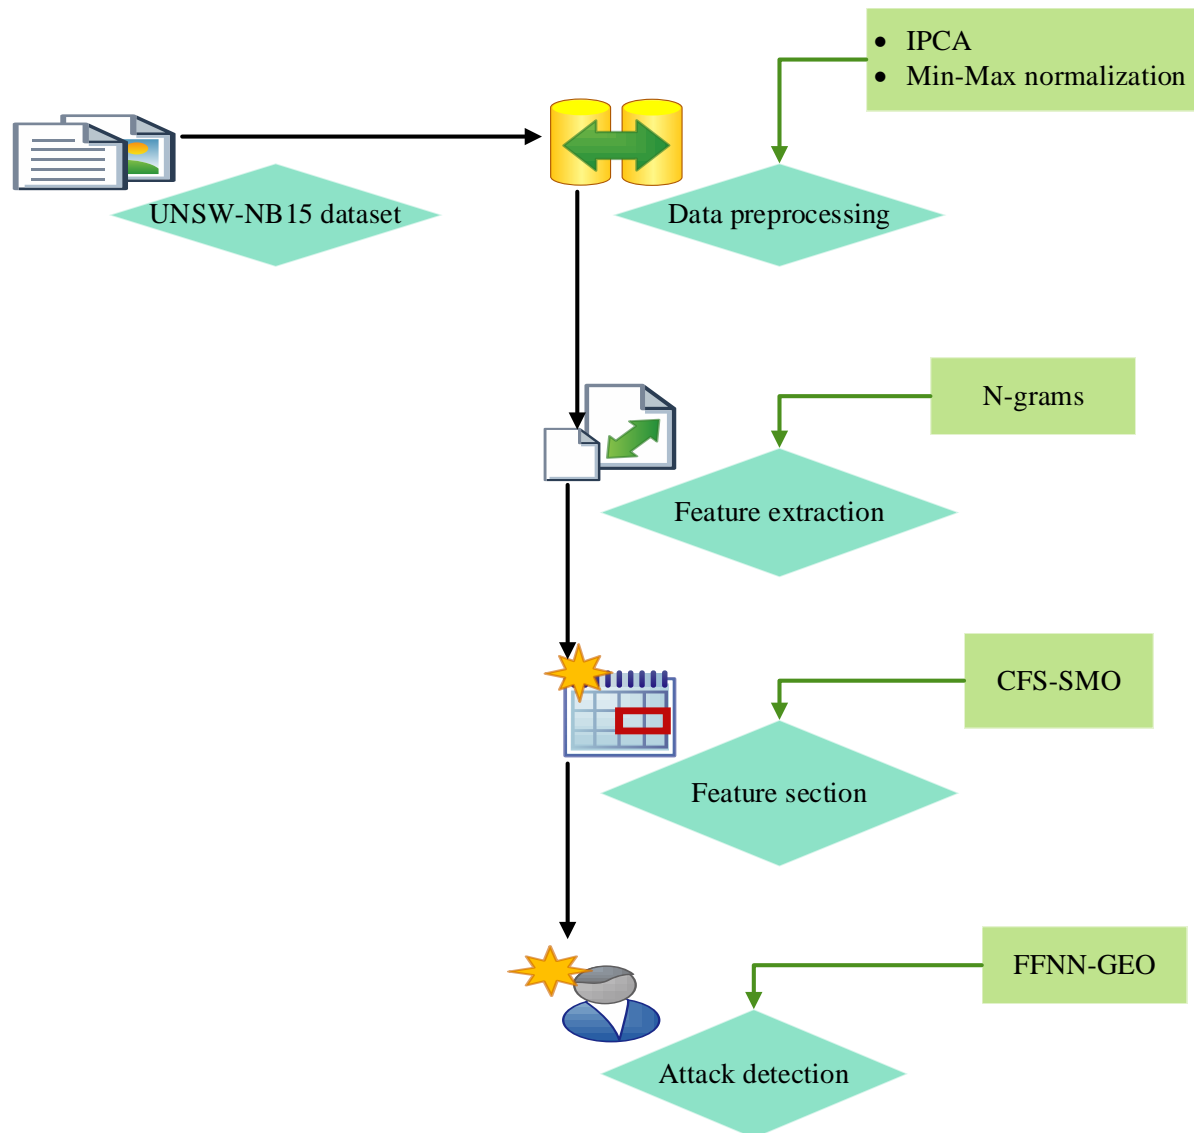 • IPCA
• Min-Max normalization
UNSW-NB15 dataset
Data preprocessing
N-grams
Feature extraction
CFS-SMO
Feature section
FFNN-GEO
Attack detection